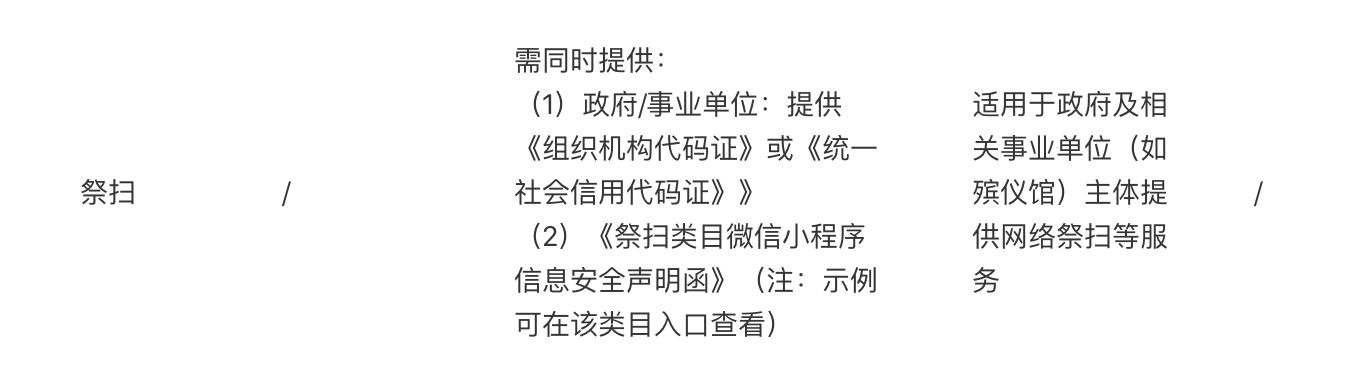 祭扫
/
需同时提供：
（1）政府/事业单位：提供
《组织机构代码证》或《统一
社会信用代码证》》
（2）《祭扫类目微信小程序
信息安全声明函》（注：示例
可在该类目入口查看）
适用于政府及相
关事业单位（如
殡仪馆）主体提
供网络祭扫等服
务
/